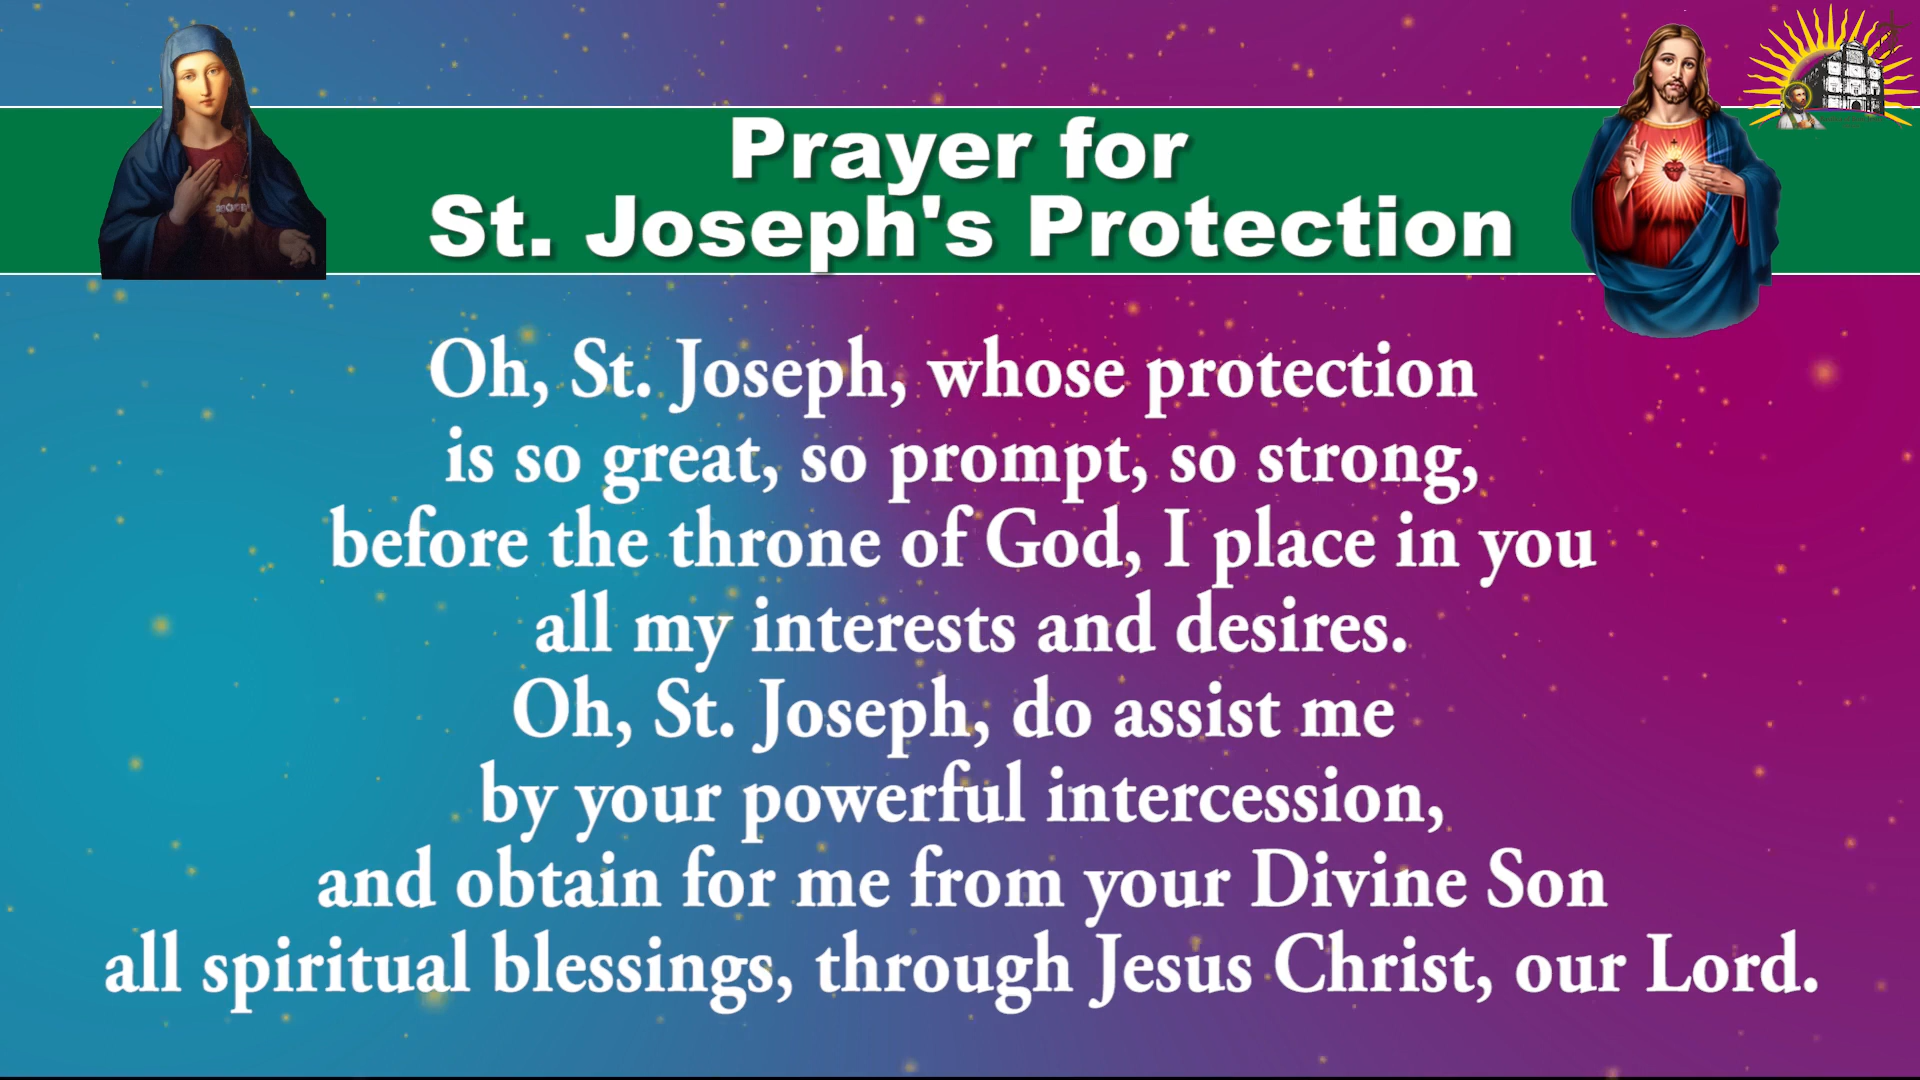 Prayer for
St. Joseph's Protection
Oh, St. Joseph, whose protection
is so great, so prompt, so strong,
before the throne of God, I place in you
all my interests and desires.
Oh, St. Joseph, do assist me
by your powerful intercession,
and obtain for me from your Divine Son
all spiritual blessings, through Jesus Christ, our Lord.